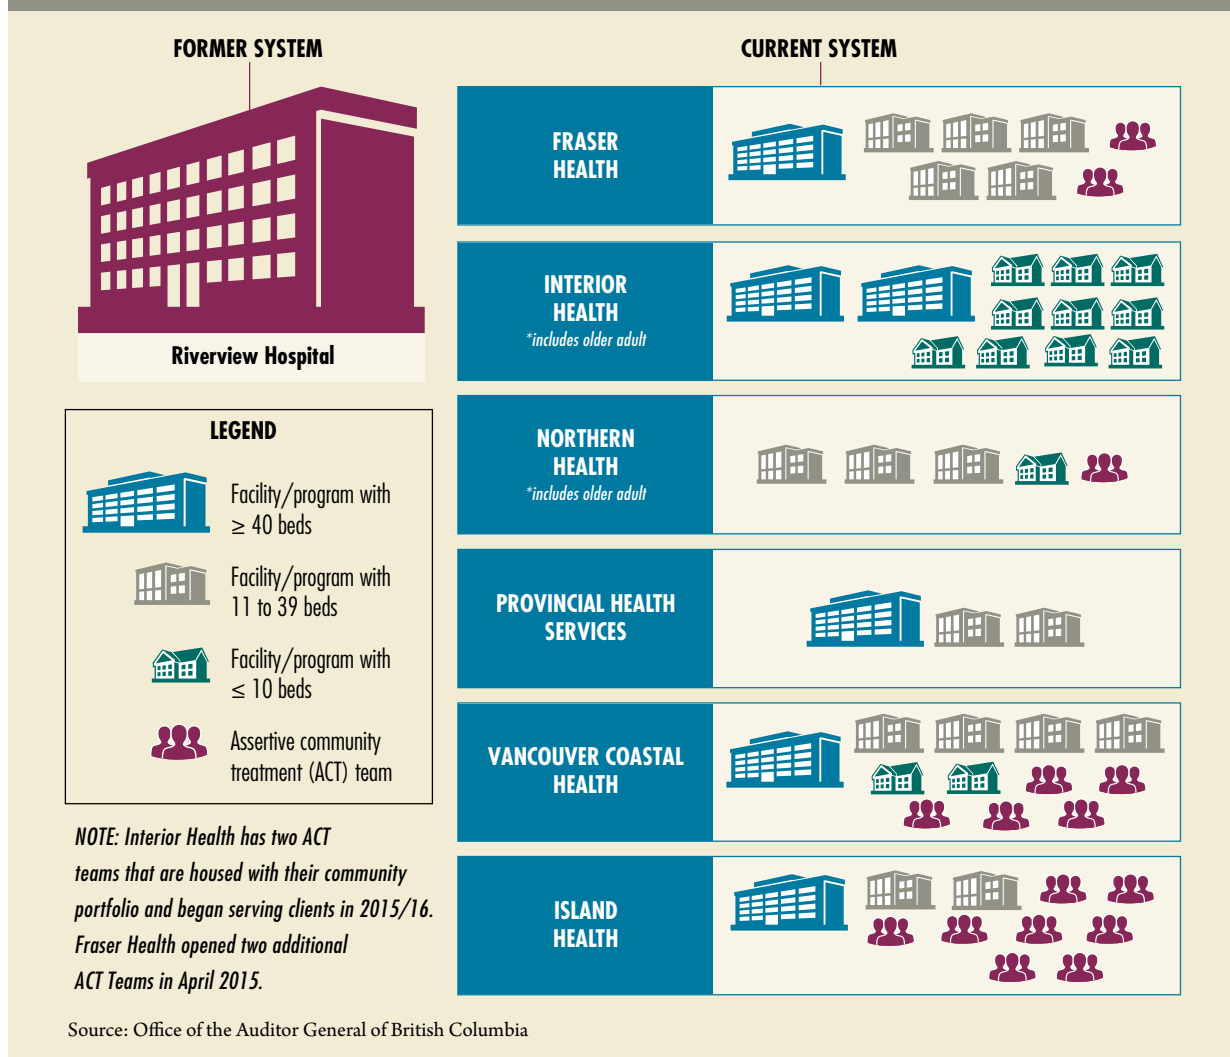 FORMER SYSTEM
Riverview Hospital
LEGEND
Facility/program with
≥ 40 beds
Facility/program with
11 to 39 beds
Facility/program with
≤ 10 beds
Assertive community
treatment (ACT) team
NOTE: Interior Health has two ACT
teams that are housed with their community
portfolio and began serving clients in 2015/16.
Fraser Health opened two additional
ACT Teams in April 2015.
CURRENT SYSTEM
FRASER
HEALTH
INTERIOR
HEALTH
*includes older adult
NORTHERN
HEALTH
*includes older adult
PROVINCIAL HEALTH
SERVICES
VANCOUVER COASTAL
HEALTH
ISLAND
HEALTH
Source: Office of the Auditor General of British Columbia